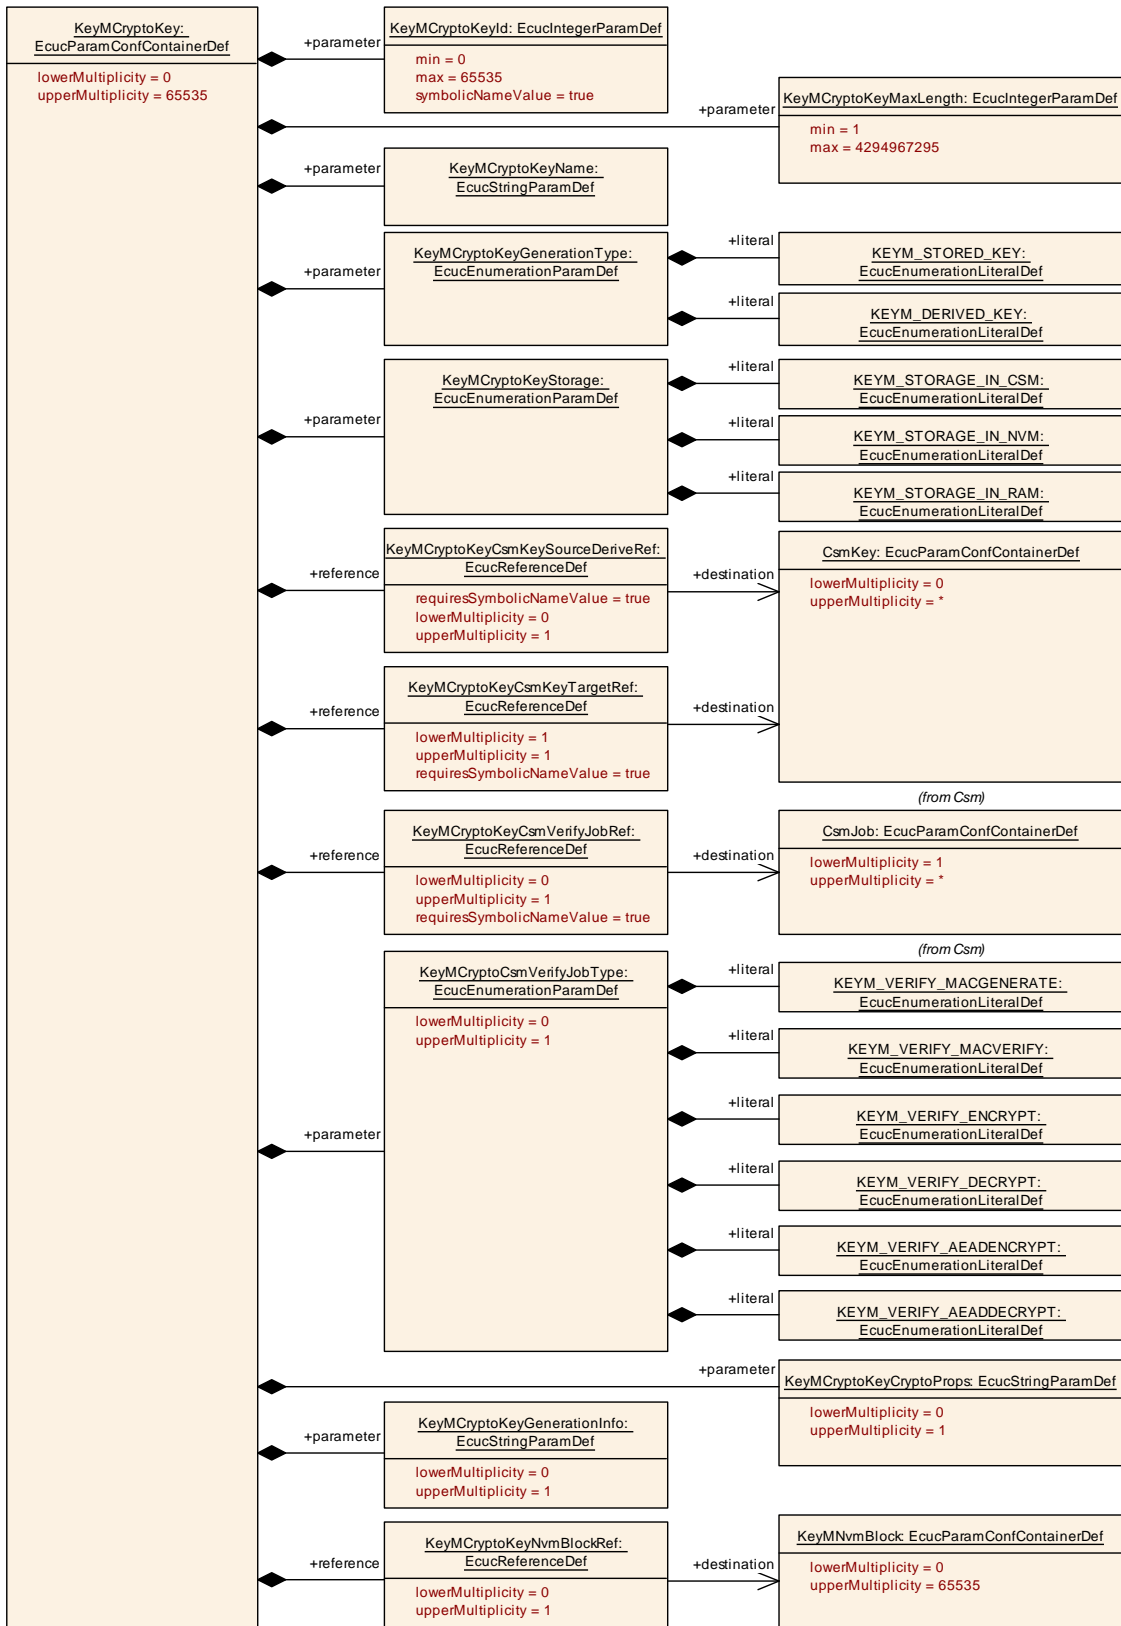 KeyMCryptoKey:
EcucParamConfContainerDef
lowerMultiplicity = 0
upperMultiplicity = 65535
+parameter
KeyMCryptoKeyId: EcucIntegerParamDef
min = 0
max = 65535
symbolicNameValue = true
+parameter
KeyMCryptoKeyMaxLength: EcucIntegerParamDef
min = 1
max = 4294967295
+parameter
KeyMCryptoKeyName:
EcucStringParamDef
+parameter
KeyMCryptoKeyGenerationType:
EcucEnumerationParamDef
+literal
KEYM_STORED_KEY:
EcucEnumerationLiteralDef
+literal
KEYM_DERIVED_KEY:
EcucEnumerationLiteralDef
+parameter
KeyMCryptoKeyStorage:
EcucEnumerationParamDef
+literal
KEYM_STORAGE_IN_CSM:
EcucEnumerationLiteralDef
+literal
KEYM_STORAGE_IN_NVM:
EcucEnumerationLiteralDef
+literal
KEYM_STORAGE_IN_RAM:
EcucEnumerationLiteralDef
+reference
KeyMCryptoKeyCsmKeySourceDeriveRef:
EcucReferenceDef
requiresSymbolicNameValue = true
lowerMultiplicity = 0
upperMultiplicity = 1
+destination
CsmKey: EcucParamConfContainerDef
lowerMultiplicity = 0
upperMultiplicity = *
+reference
KeyMCryptoKeyCsmKeyTargetRef:
EcucReferenceDef
lowerMultiplicity = 1
upperMultiplicity = 1
requiresSymbolicNameValue = true
+destination
(from Csm)
+reference
KeyMCryptoKeyCsmVerifyJobRef:
EcucReferenceDef
lowerMultiplicity = 0
upperMultiplicity = 1
requiresSymbolicNameValue = true
+destination
CsmJob: EcucParamConfContainerDef
lowerMultiplicity = 1
upperMultiplicity = *
(from Csm)
+parameter
KeyMCryptoCsmVerifyJobType:
EcucEnumerationParamDef
lowerMultiplicity = 0
upperMultiplicity = 1
+literal
KEYM_VERIFY_MACGENERATE:
EcucEnumerationLiteralDef
+literal
KEYM_VERIFY_MACVERIFY:
EcucEnumerationLiteralDef
+literal
KEYM_VERIFY_ENCRYPT:
EcucEnumerationLiteralDef
+literal
KEYM_VERIFY_DECRYPT:
EcucEnumerationLiteralDef
+literal
KEYM_VERIFY_AEADENCRYPT:
EcucEnumerationLiteralDef
+literal
KEYM_VERIFY_AEADDECRYPT:
EcucEnumerationLiteralDef
+parameter
KeyMCryptoKeyCryptoProps: EcucStringParamDef
lowerMultiplicity = 0
upperMultiplicity = 1
+parameter
KeyMCryptoKeyGenerationInfo:
EcucStringParamDef
lowerMultiplicity = 0
upperMultiplicity = 1
+reference
KeyMCryptoKeyNvmBlockRef:
EcucReferenceDef
lowerMultiplicity = 0
upperMultiplicity = 1
+destination
KeyMNvmBlock: EcucParamConfContainerDef
lowerMultiplicity = 0
upperMultiplicity = 65535